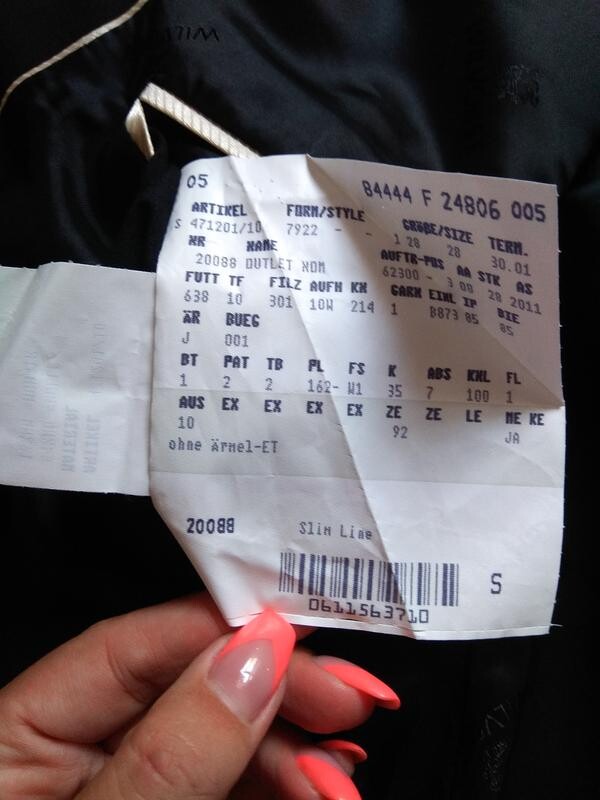 05
84444 F 24806 005
ARTIKEL FORM/STYLE GRÖßE/SIZE TERM.
S 471201/10 7922 - - 1 28 28 30.01
NR NAME AUFTR-POS AA STK AS
20088 OUTLET NOM 62300 - 3 08 28 2011
FUTT TF FILZ AUFH KN GARN EINL IP BIE
638 10 301 10W 214 1 B873 85 85
ÄR BUEG
J 001
BT PAT TB PL FS K ABS KNL FL
1 2 2 162- W1 35 7 100 1
AUS EX EX EX EX ZE ZE LE ME KE
10 92 JA
ohne Ärmel-ET
20088 Slim Line
S
0611563710